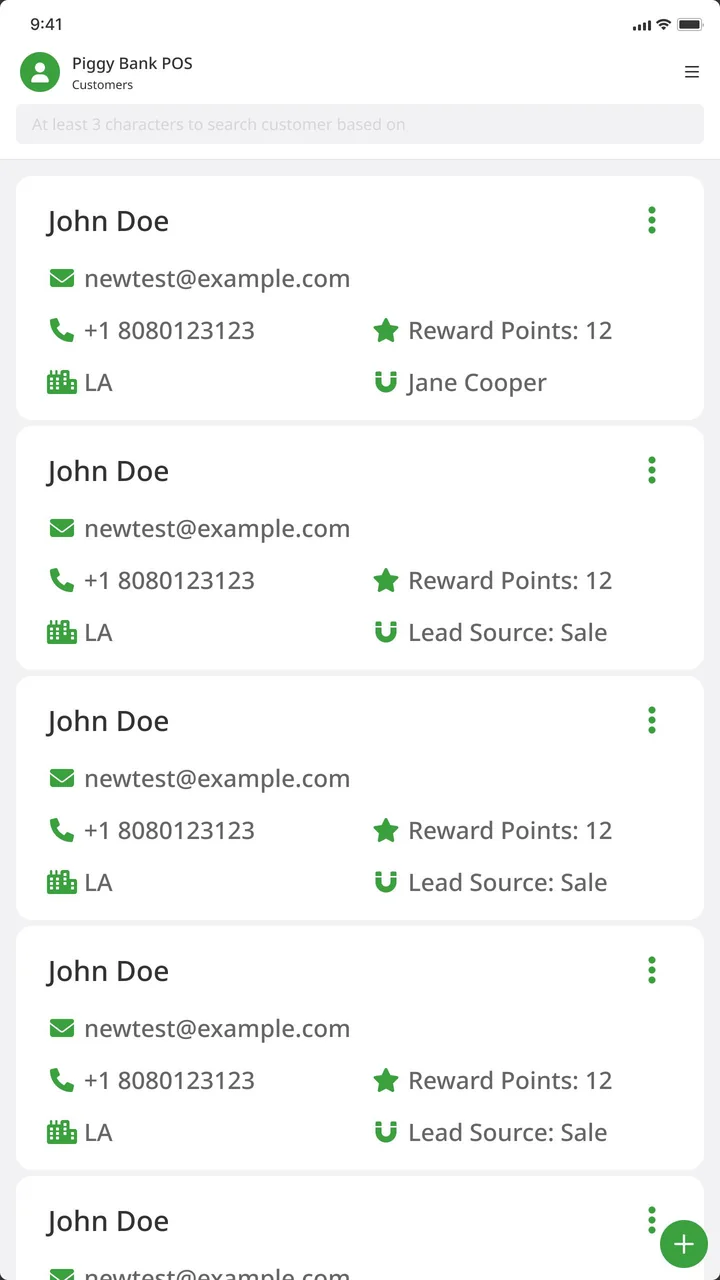 9:41
Piggy Bank POS
Customers
At least 3 characters to search customer based on
John Doe
newtest@example.com
+1 8080123123 Reward Points: 12
LA Jane Cooper
John Doe
newtest@example.com
+1 8080123123 Reward Points: 12
LA Lead Source: Sale
John Doe
newtest@example.com
+1 8080123123 Reward Points: 12
LA Lead Source: Sale
John Doe
newtest@example.com
+1 8080123123 Reward Points: 12
LA Lead Source: Sale
John Doe
newtest@example.com